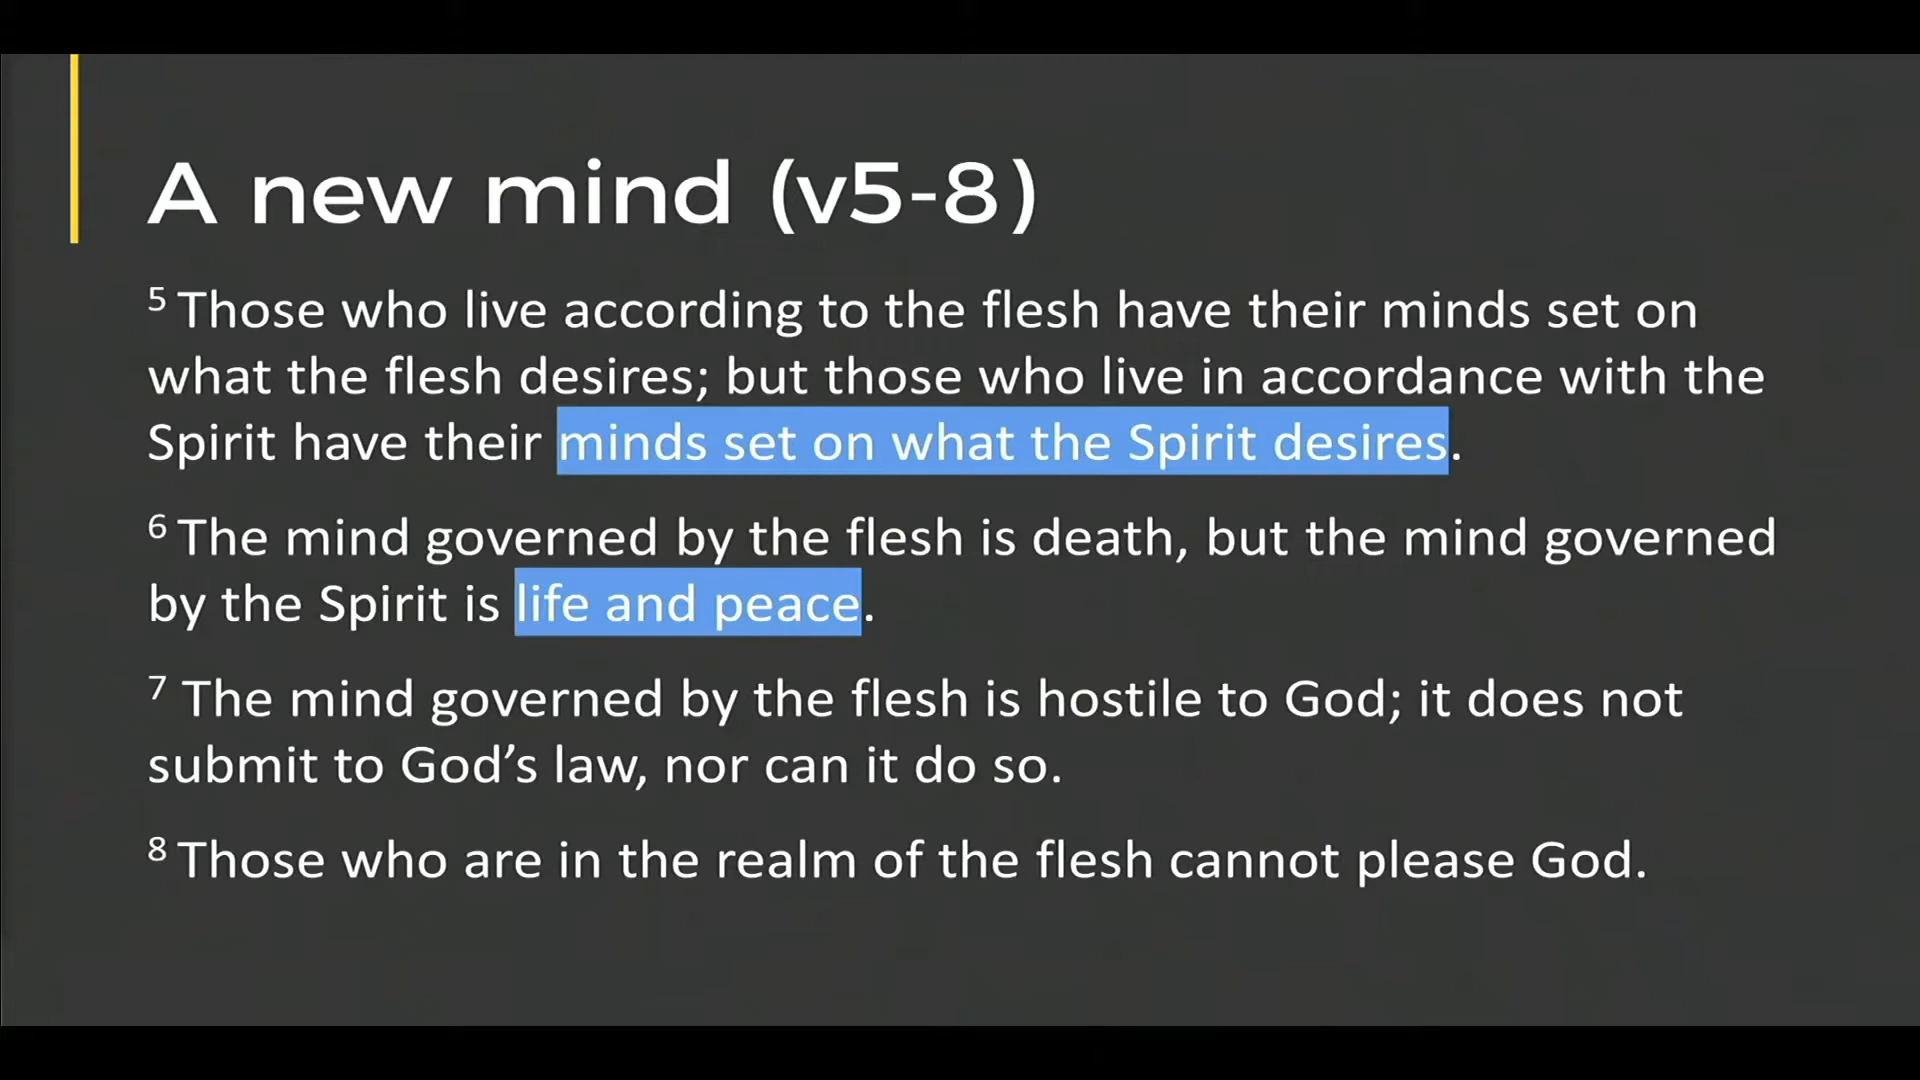 A new mind (v5-8)
5 Those who live according to the flesh have their minds set on
what the flesh desires; but those who live in accordance with the
Spirit have their minds set on what the Spirit desires.
6 The mind governed by the flesh is death, but the mind governed
by the Spirit is life and peace.
7 The mind governed by the flesh is hostile to God; it does not
submit to God’s law, nor can it do so.
8 Those who are in the realm of the flesh cannot please God.